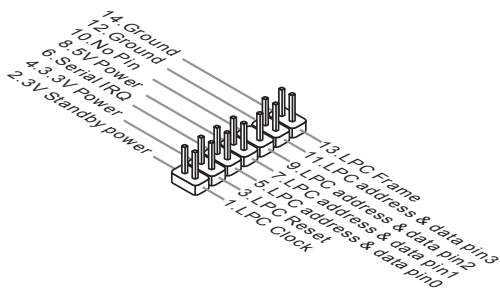 14.Ground
12.Ground
10.No Pin
8.5V Power
6.Serial IRQ
4.3.3V Power
2.3V Standby power
13.LPC Frame
11.LPC address & data pin3
9.LPC address & data pin2
7.LPC address & data pin1
5.LPC address & data pin0
3.LPC Reset
1.LPC Clock